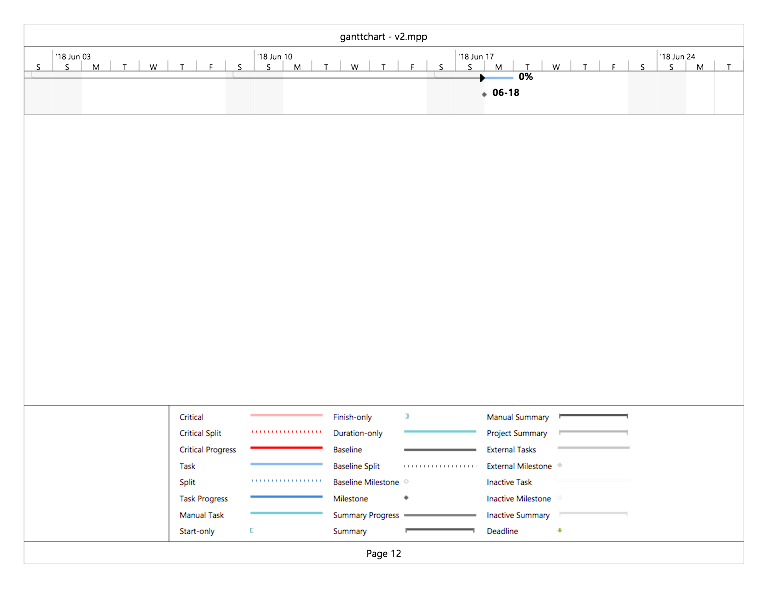 ganttchart - v2.mpp
'18 Jun 03 '18 Jun 10 '18 Jun 17 '18 Jun 24
S S M T W T F S S M T W T F S S M T W T F S S M T
0%
06-18
Critical Finish-only Manual Summary
Critical Split Duration-only Project Summary
Critical Progress Baseline External Tasks
Task Baseline Split External Milestone
Split Baseline Milestone Inactive Task
Task Progress Milestone Inactive Milestone
Manual Task Summary Progress Inactive Summary
Start-only Summary Deadline
Page 12